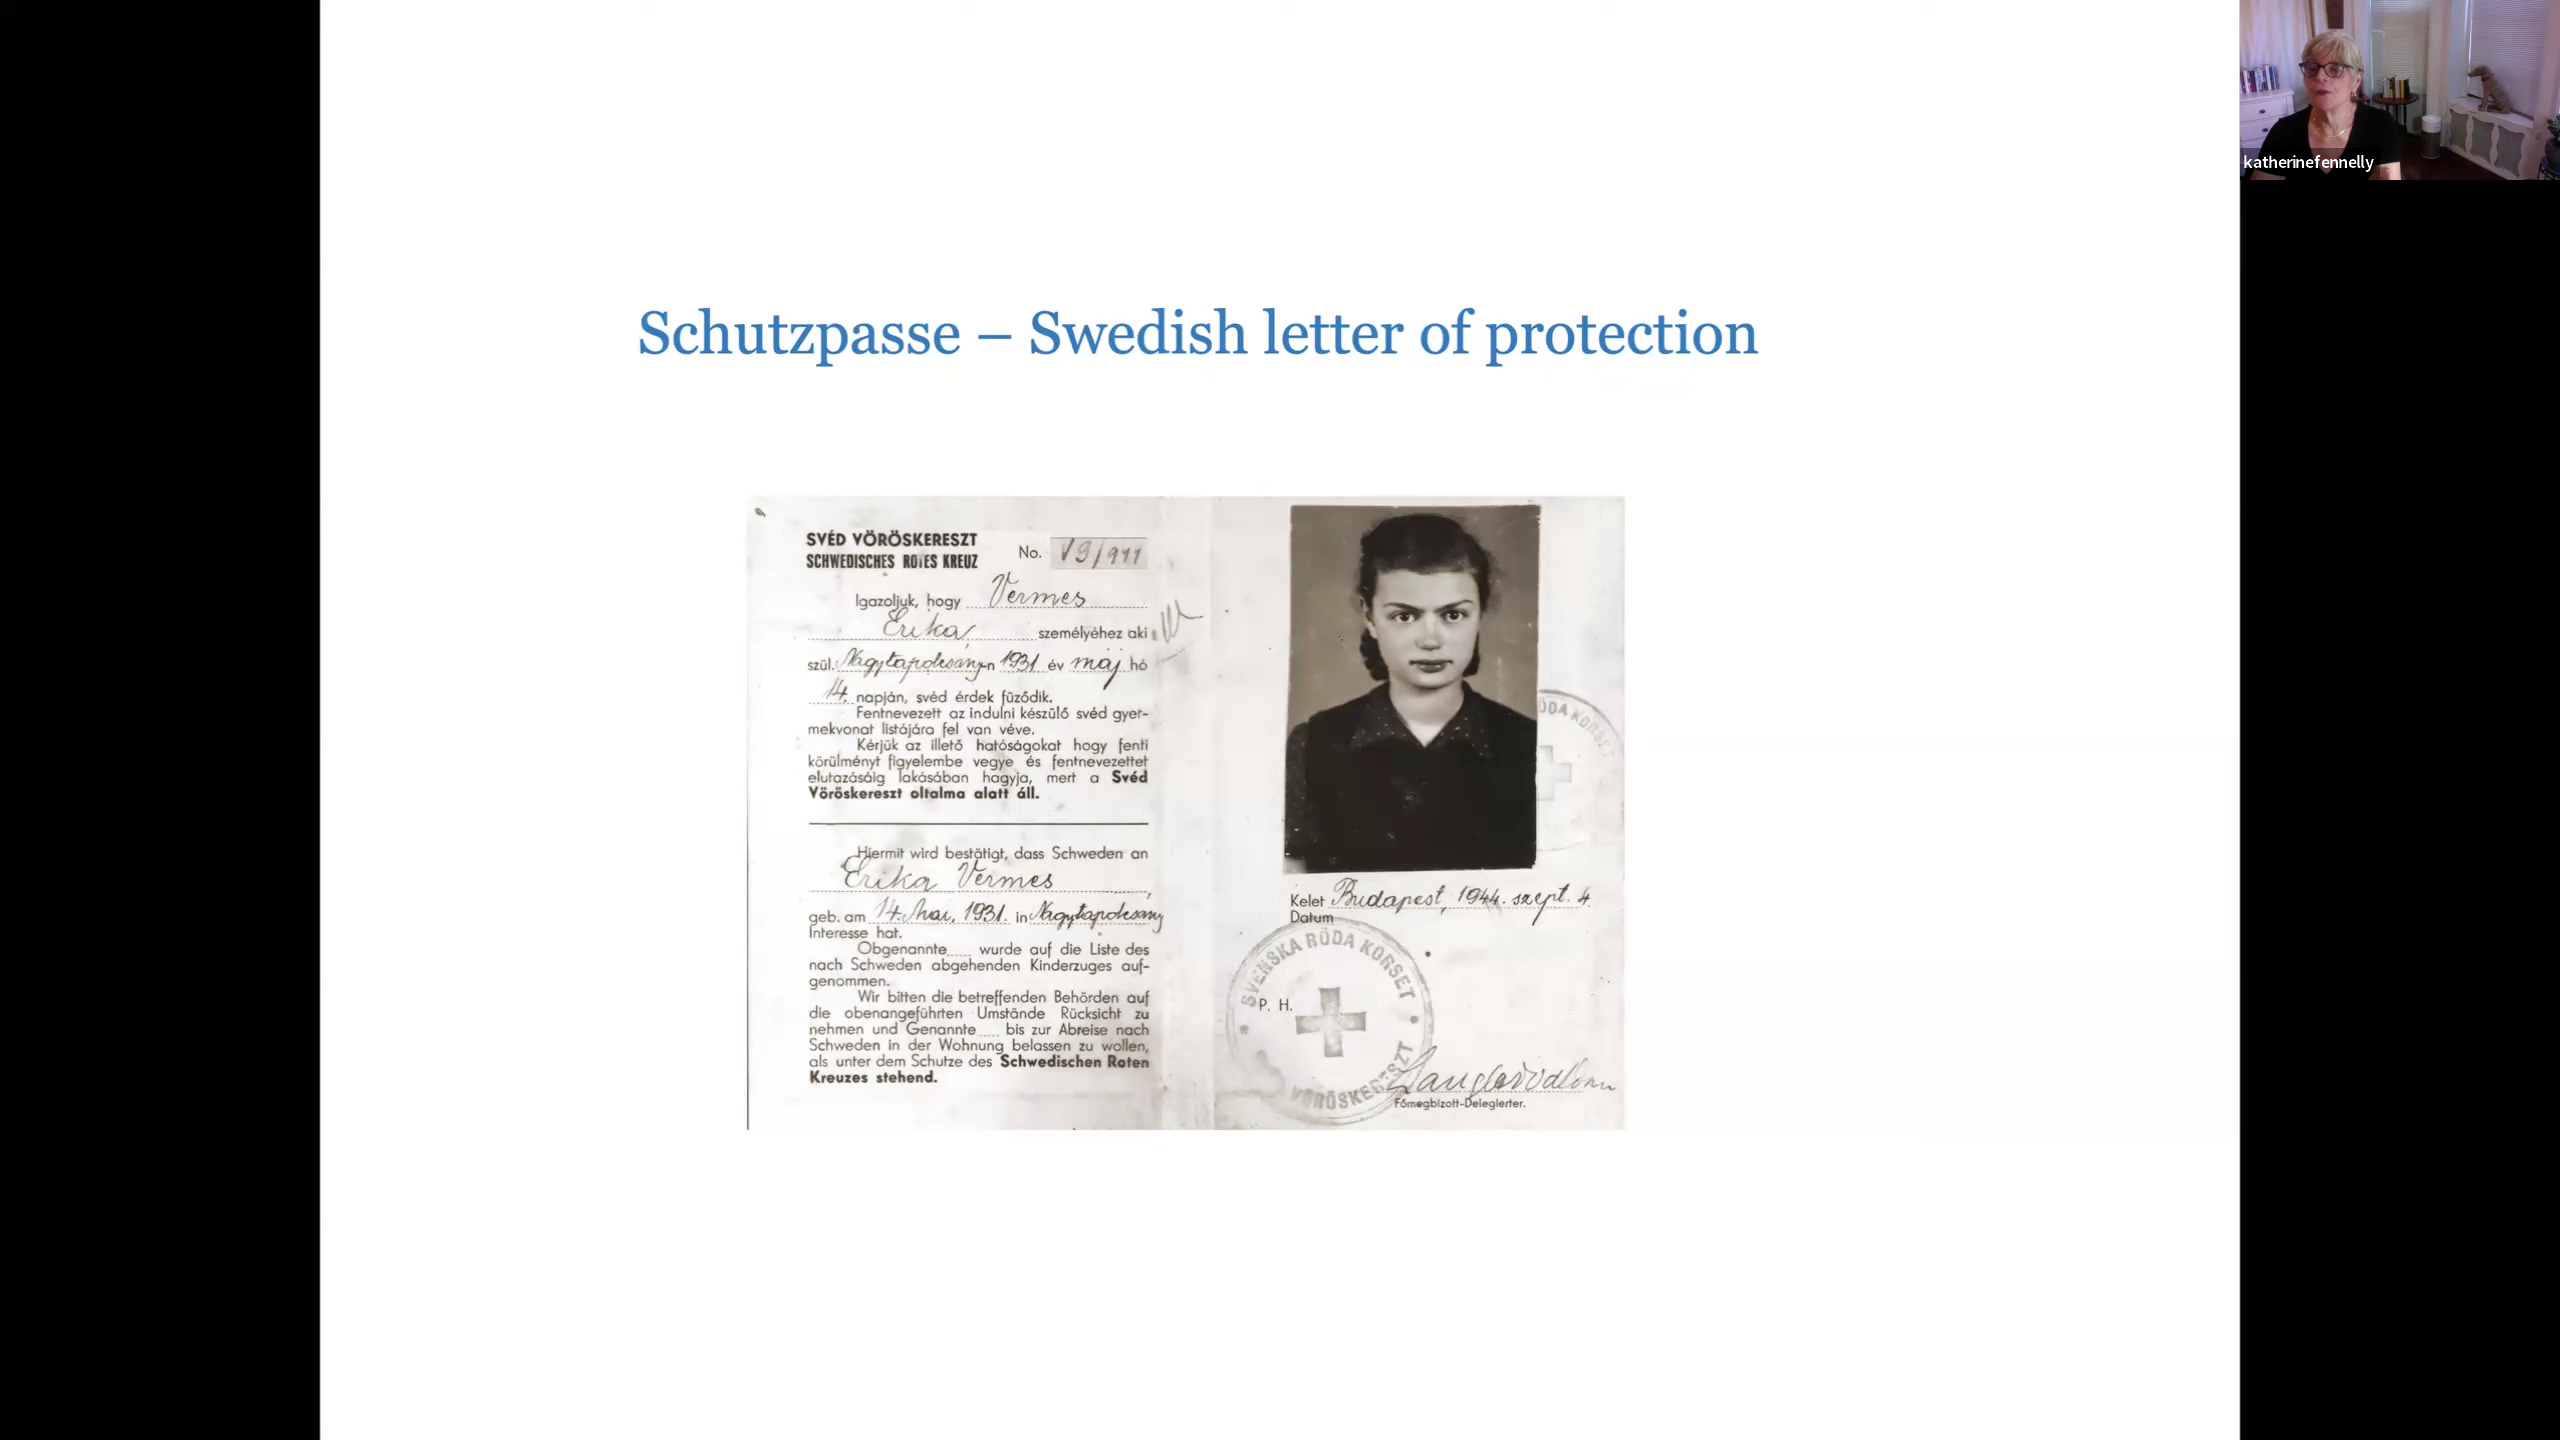 Schutzpasse – Swedish letter of protection
SVÉD VÖRÖSKERESZT
SCHWEDISCHES ROTES KREUZ
No. V9/911
Igazoljuk, hogy Vermes
Erika személyéhez aki
szül. Nagytapolcsány-n 1931 év máj hó
14. napján, svéd érdek füződik.
Fentnevezett az indulni készülő svéd gyer-
mekvonat listájára fel van véve.
Kérjük az illető hatóságokat hogy fenti
körülményt figyelembe vegye és fentnevezettet
elutazásáig lakásában hagyja, mert a Svéd
Vöröskereszt oltalma alatt áll.
Hiermit wird bestätigt, dass Schweden an
Erika Vermes
geb. am 14. Mai. 1931. in Nagytapolcsány
Interesse hat.
Obgenannte wurde auf die Liste des
nach Schweden abgehenden Kinderzuges auf-
genommen.
Wir bitten die betreffenden Behörden auf
die obenangeführten Umstände Rücksicht zu
nehmen und Genannte bis zur Abreise nach
Schweden in der Wohnung belassen zu wollen,
als unter dem Schutze des Schwedischen Roten
Kreuzes stehend.
RÖDA KORSET
Kelet Budapest, 1944. szept. 4.
Datum
SVENSKA RÖDA KORSET
P. H.
VÖRÖSKERESZT
Főmegbizott-Delegierter.
katherinefennelly